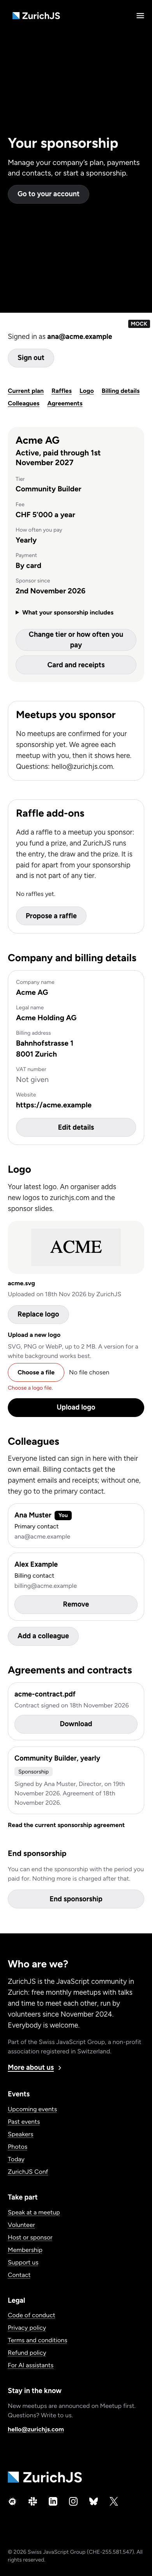 ZurichJS
Your sponsorship
Manage your company's plan, payments
and contacts, or start a sponsorship.
Go to your account
MOCK
Signed in as ana@acme.example
Sign out
Current plan Raffles Logo Billing details
Colleagues Agreements
Acme AG
Active, paid through 1st
November 2027
Tier
Community Builder
Fee
CHF 5'000 a year
How often you pay
Yearly
Payment
By card
Sponsor since
2nd November 2026
What your sponsorship includes
Change tier or how often you
pay
Card and receipts
Meetups you sponsor
No meetups are confirmed for your
sponsorship yet. We agree each
meetup with you, then it shows here.
Questions: hello@zurichjs.com.
Raffle add-ons
Add a raffle to a meetup you sponsor:
you fund a prize, and ZurichJS runs
the entry, the draw and the prize. It is
paid for apart from your sponsorship
and is not part of any tier.
No raffles yet.
Propose a raffle
Company and billing details
Company name
Acme AG
Legal name
Acme Holding AG
Billing address
Bahnhofstrasse 1
8001 Zurich
VAT number
Not given
Website
https://acme.example
Edit details
Logo
Your latest logo. An organiser adds
new logos to zurichjs.com and the
sponsor slides.
ACME
acme.svg
Uploaded on 18th Nov 2026 by ZurichJS
Replace logo
Upload a new logo
SVG, PNG or WebP, up to 2 MB. A version for a
white background works best.
Choose a file No file chosen
Choose a logo file.
Upload logo
Colleagues
Everyone listed can sign in here with their
own email. Billing contacts get the
payment emails and receipts; without one,
they go to the primary contact.
Ana Muster You
Primary contact
ana@acme.example
Alex Example
Billing contact
billing@acme.example
Remove
Add a colleague
Agreements and contracts
acme-contract.pdf
Contract signed on 18th November 2026
Download
Community Builder, yearly
Sponsorship
Signed by Ana Muster, Director, on 19th
November 2026. Agreement of 18th
November 2026.
Read the current sponsorship agreement
End sponsorship
You can end the sponsorship with the period you
paid for. Nothing more is charged after that.
End sponsorship
Who are we?
ZurichJS is the JavaScript community in
Zurich: free monthly meetups with talks
and time to meet each other, run by
volunteers since November 2024.
Everybody is welcome.
Part of the Swiss JavaScript Group, a non-profit
association registered in Switzerland.
More about us
Events
Upcoming events
Past events
Speakers
Photos
Today
ZurichJS Conf
Take part
Speak at a meetup
Volunteer
Host or sponsor
Membership
Support us
Contact
Legal
Code of conduct
Privacy policy
Terms and conditions
Refund policy
For AI assistants
Stay in the know
New meetups are announced on Meetup first.
Questions? Write to us.
hello@zurichjs.com
ZurichJS
© 2026 Swiss JavaScript Group (CHE-255.581.547). All
rights reserved.